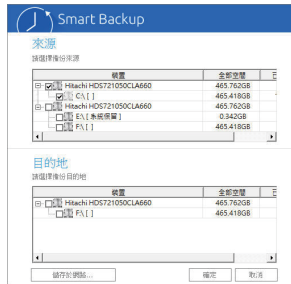 Smart Backup
來源
請選擇備份來源
裝置 全部空間 已
Hitachi HDS721050CLA660 465.762GB
C:\ [ ] 465.418GB
Hitachi HDS721050CLA660 465.762GB
E:\ [ 系統保留 ] 0.342GB
F:\ [ ] 465.418GB
目的地
請選擇備份目的地
裝置 全部空間
Hitachi HDS721050CLA660 465.762GB
F:\ [ ] 465.418GB
儲存於網路... 確定 取消